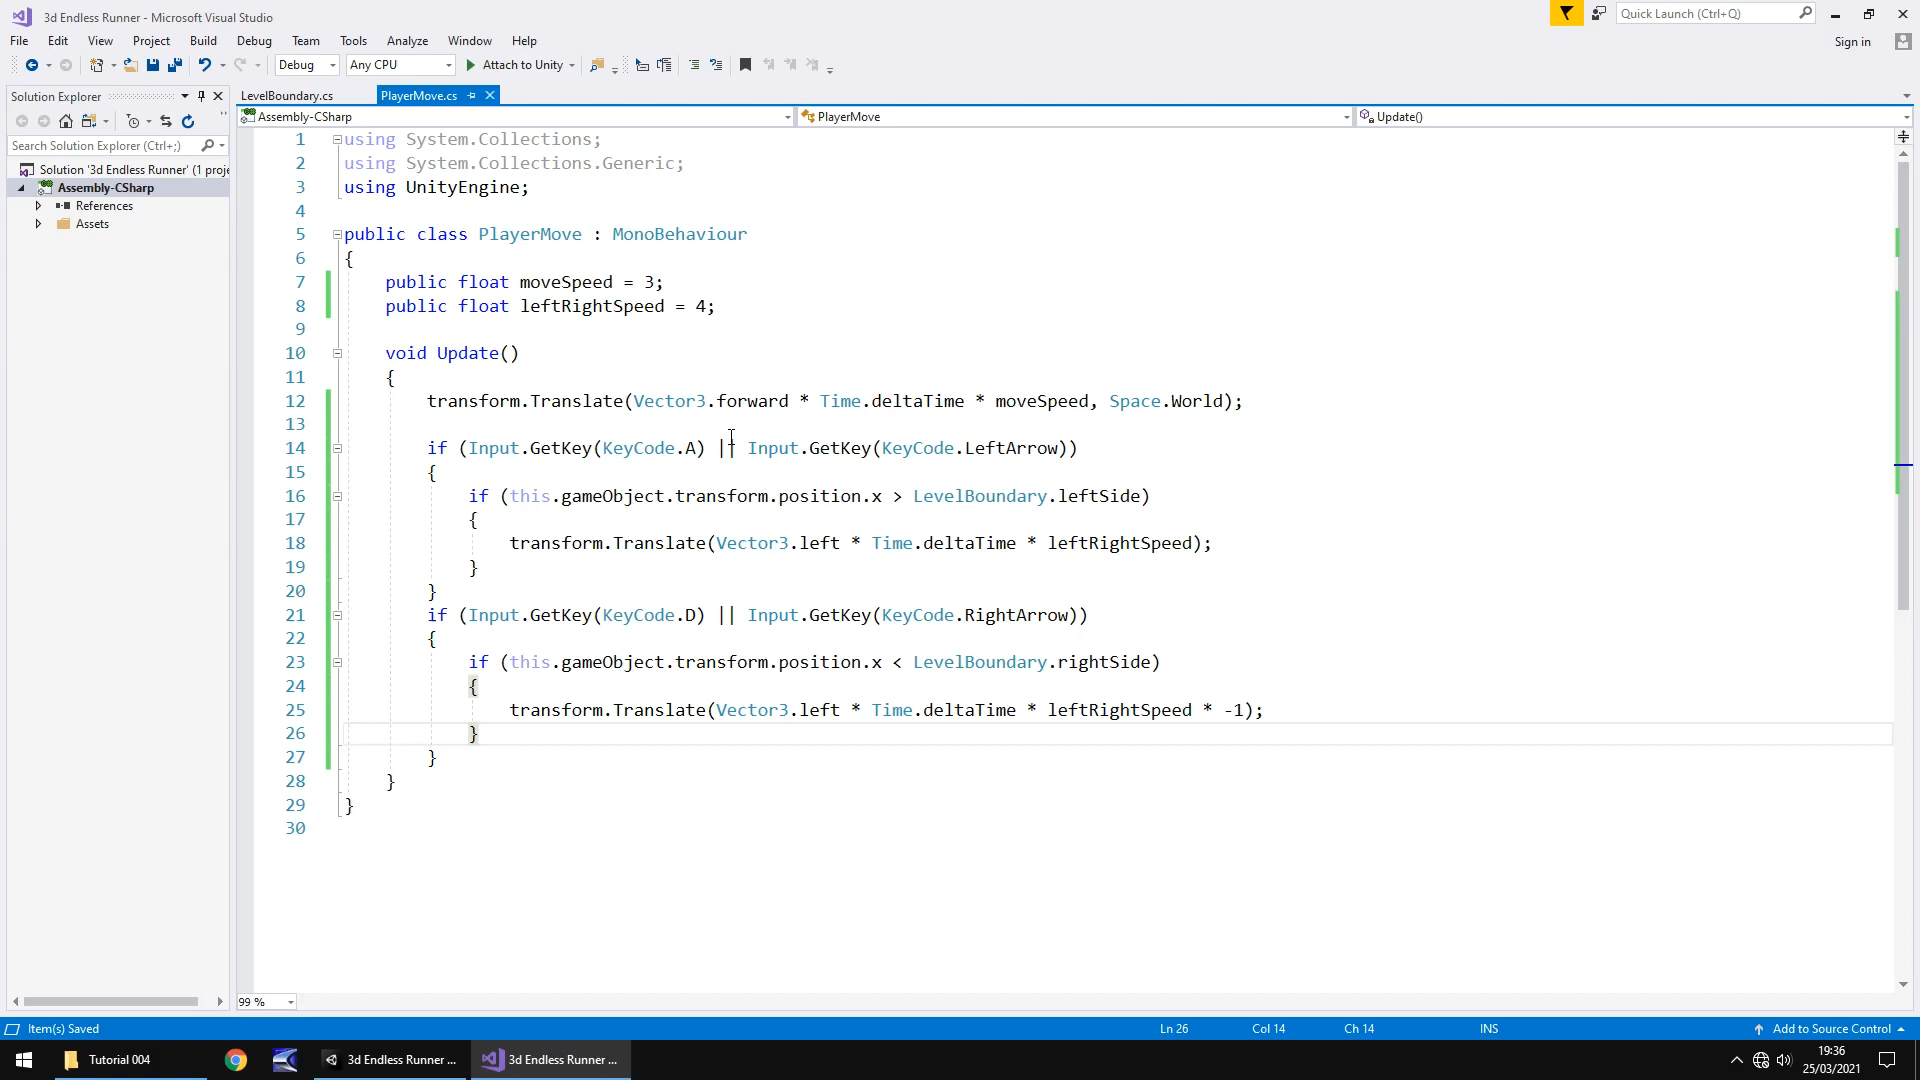 3d Endless Runner - Microsoft Visual Studio
Quick Launch (Ctrl+Q)
File Edit View Project Build Debug Team Tools Analyze Window Help
Sign in
Debug Any CPU Attach to Unity
Solution Explorer
LevelBoundary.cs PlayerMove.cs
Assembly-CSharp PlayerMove Update()
Search Solution Explorer (Ctrl+;)
Solution '3d Endless Runner' (1 proje
Assembly-CSharp
References
Assets
1 using System.Collections;
2 using System.Collections.Generic;
3 using UnityEngine;
4
5 public class PlayerMove : MonoBehaviour
6 {
7 public float moveSpeed = 3;
8 public float leftRightSpeed = 4;
9
10 void Update()
11 {
12 transform.Translate(Vector3.forward * Time.deltaTime * moveSpeed, Space.World);
13
14 if (Input.GetKey(KeyCode.A) || Input.GetKey(KeyCode.LeftArrow))
15 {
16 if (this.gameObject.transform.position.x > LevelBoundary.leftSide)
17 {
18 transform.Translate(Vector3.left * Time.deltaTime * leftRightSpeed);
19 }
20 }
21 if (Input.GetKey(KeyCode.D) || Input.GetKey(KeyCode.RightArrow))
22 {
23 if (this.gameObject.transform.position.x < LevelBoundary.rightSide)
24 {
25 transform.Translate(Vector3.left * Time.deltaTime * leftRightSpeed * -1);
26 }
27 }
28 }
29 }
30
99 %
Item(s) Saved Ln 26 Col 14 Ch 14 INS Add to Source Control
Tutorial 004 3d Endless Runner ... 3d Endless Runner ...
19:36
25/03/2021